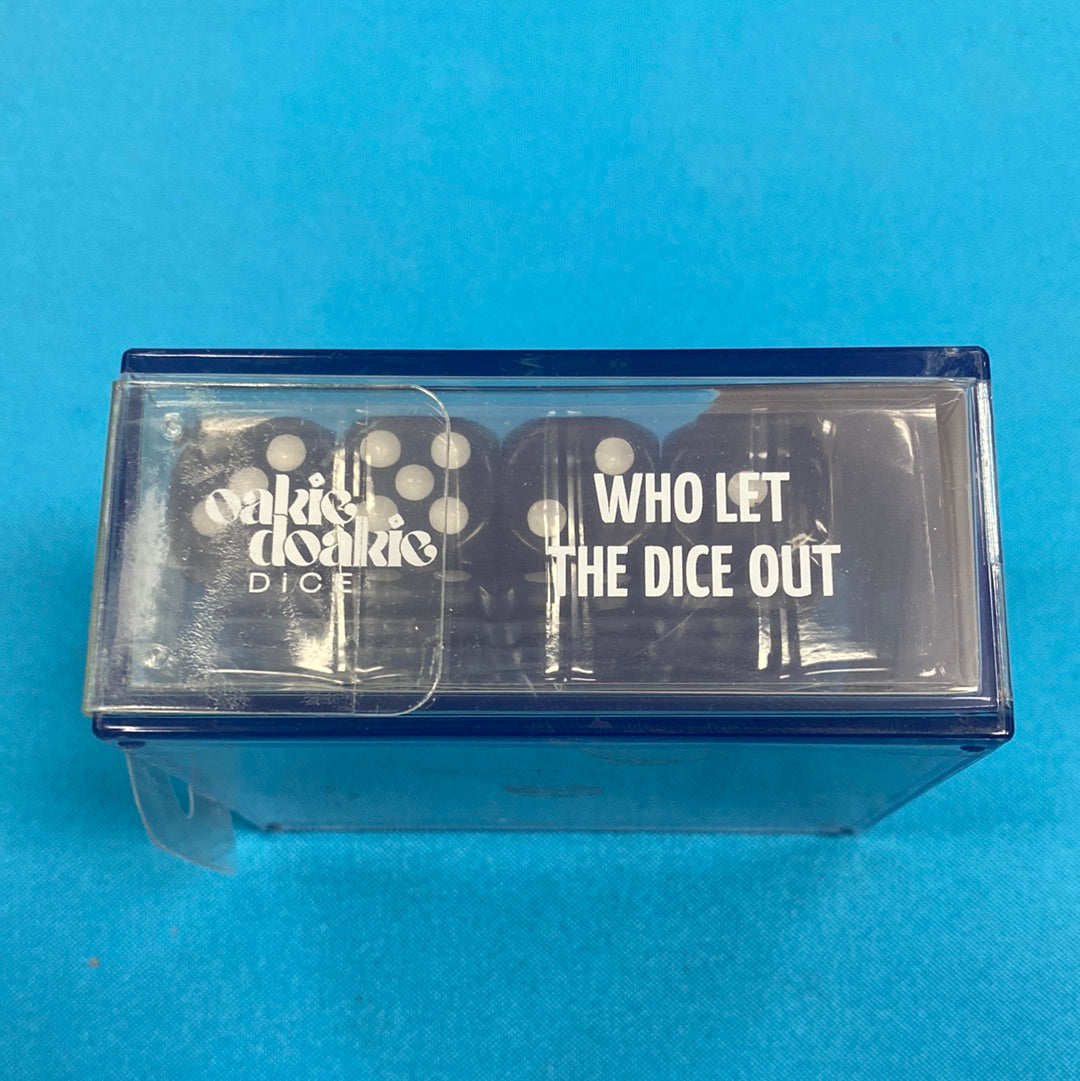 oakie
doakie
DiCE
WHO LET
THE DICE OUT